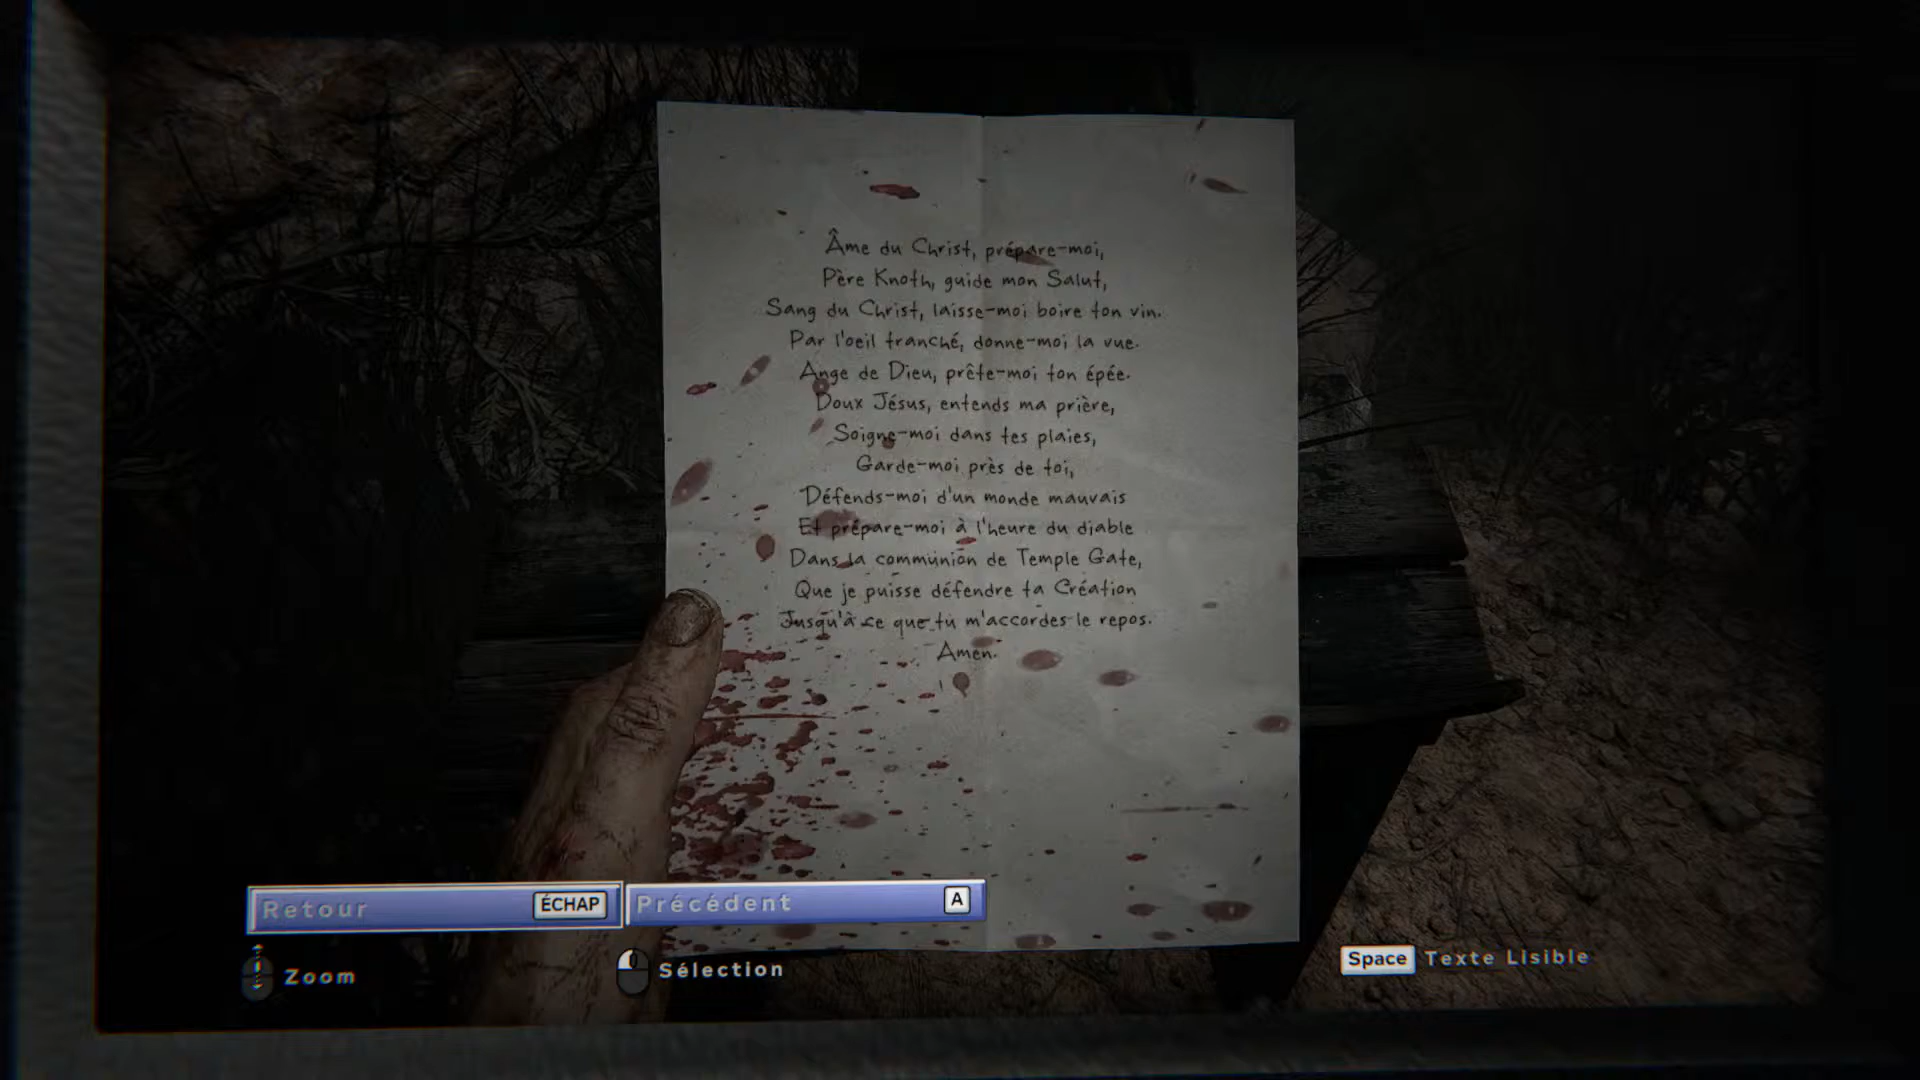 Âme du Christ, prépare-moi,
Père Knoth, guide mon Salut,
Sang du Christ, laisse-moi boire ton vin.
Par l'oeil tranché, donne-moi la vue.
Ange de Dieu, prête-moi ton épée.
Doux Jésus, entends ma prière,
Soigne-moi dans tes plaies,
Garde-moi près de toi,
Défends-moi d'un monde mauvais
Et prépare-moi à l'heure du diable
Dans la communion de Temple Gate,
Que je puisse défendre ta Création
Jusqu'à ce que tu m'accordes le repos.
Amen.
Retour ÉCHAP Précédent A
Zoom Sélection Space Texte Lisible